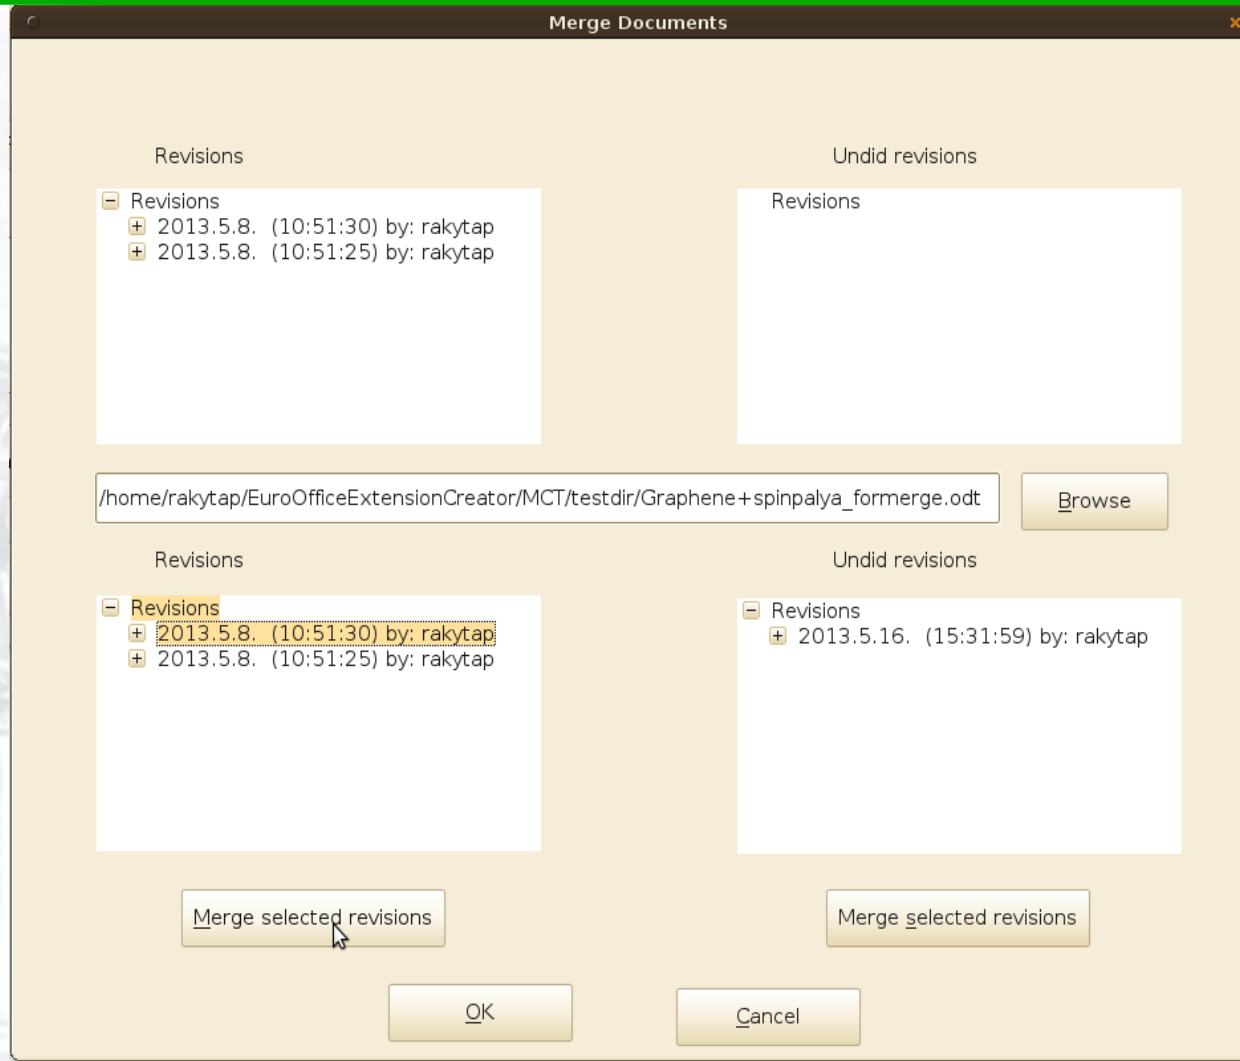 Merge Documents
Revisions
Undid revisions
Revisions
2013.5.8. (10:51:30) by: rakytap
2013.5.8. (10:51:25) by: rakytap
Revisions
/home/rakytap/EuroOfficeExtensionCreator/MCT/testdir/Graphene+spinpalya_formerge.odt
Browse
Revisions
Undid revisions
Revisions
2013.5.8. (10:51:30) by: rakytap
2013.5.8. (10:51:25) by: rakytap
Revisions
2013.5.16. (15:31:59) by: rakytap
Merge selected revisions
Merge selected revisions
OK
Cancel